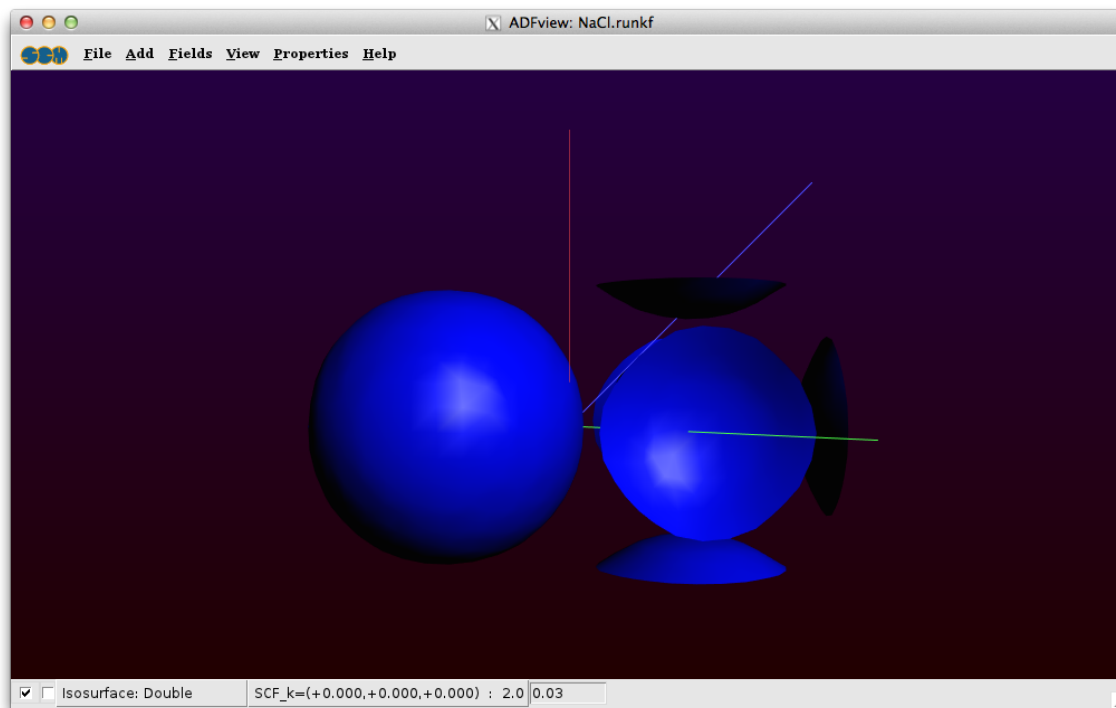 ADFview: NaCl.runkf
SCM File Add Fields View Properties Help
Isosurface: Double SCF_k=(+0.000,+0.000,+0.000) : 2.0 0.03